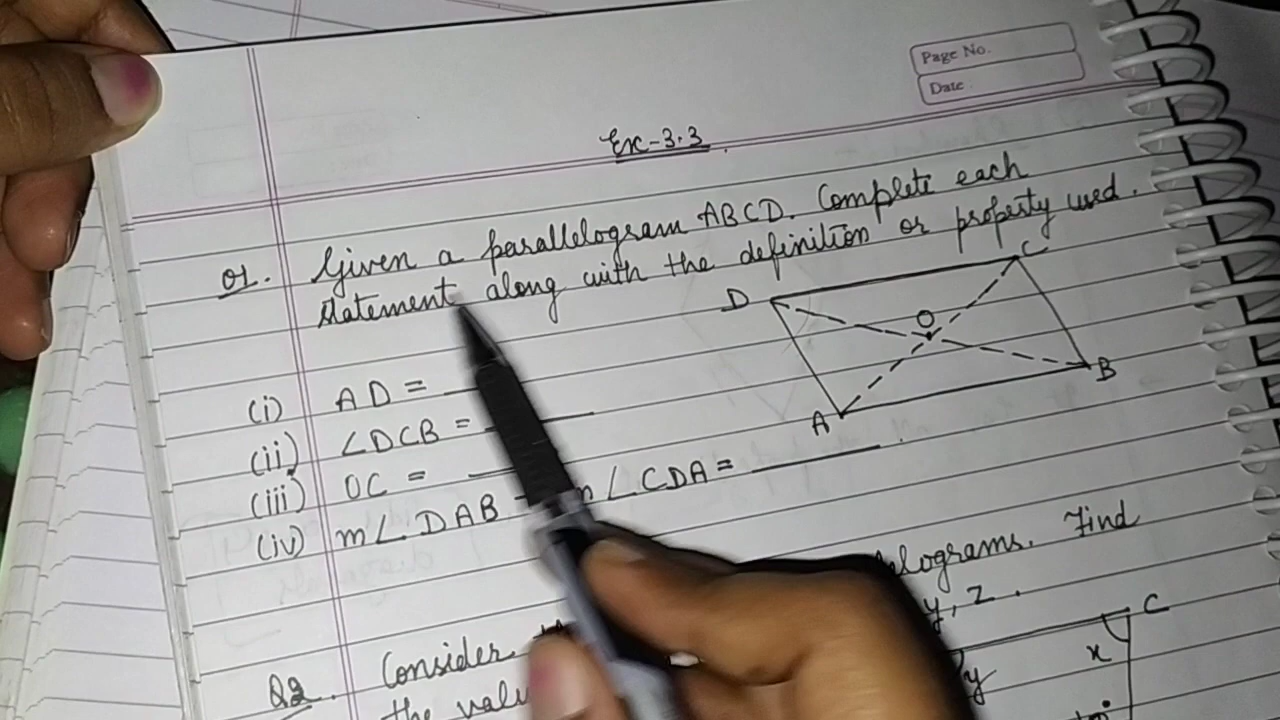 Page No.
Date
Ex-3.3
Q1. Given a parallelogram ABCD. Complete each
statement along with the definition or property used.
D C
O
A B
(i) AD =
(ii) ∠DCB =
(iii) OC =
(iv) m∠DAB ∠CDA = .
Q2. Consider Find
the y, z.
C
x
y